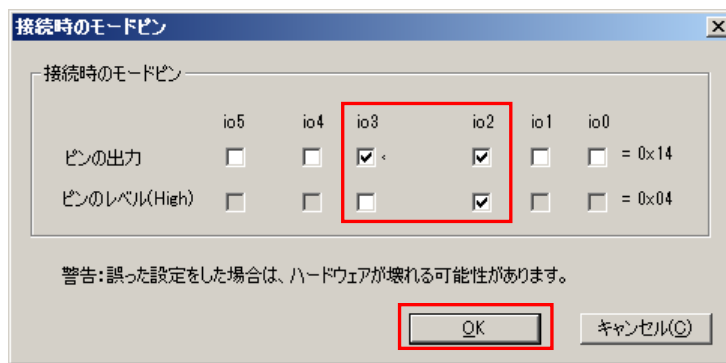 接続時のモードピン
接続時のモードピン
io5 io4 io3 io2 io1 io0
ピンの出力 = 0x14
ピンのレベル(High) = 0x04
警告:誤った設定をした場合は、ハードウェアが壊れる可能性があります。
OK キャンセル(C)